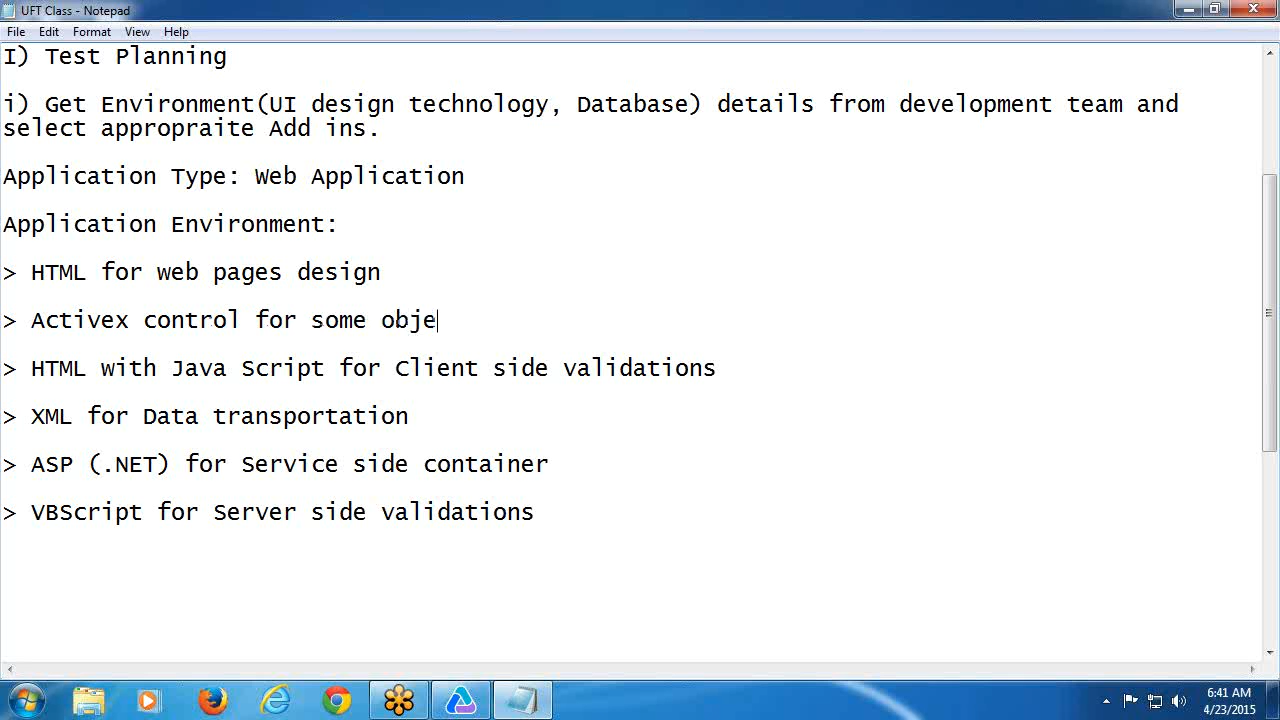 UFT Class - Notepad
File Edit Format View Help
I) Test Planning
i) Get Environment(UI design technology, Database) details from development team and
select appropraite Add ins.
Application Type: Web Application
Application Environment:
> HTML for web pages design
> Activex control for some obje
> HTML with Java Script for Client side validations
> XML for Data transportation
> ASP (.NET) for Service side container
> VBScript for Server side validations
6:41 AM
4/23/2015